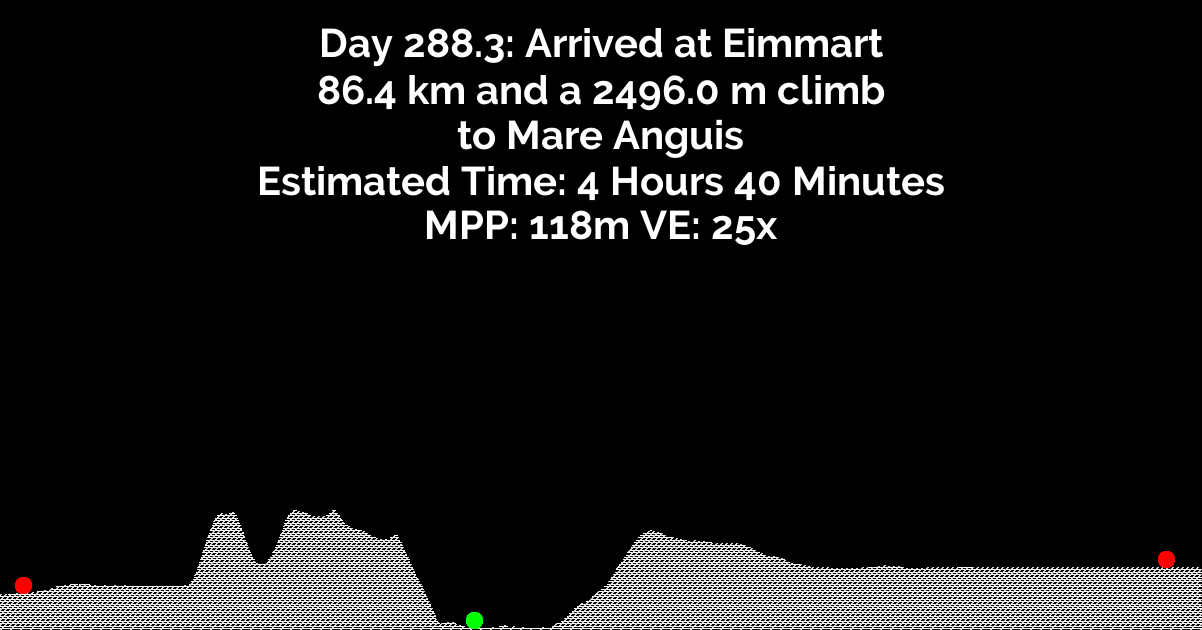 Day 288.3: Arrived at Eimmart
86.4 km and a 2496.0 m climb
to Mare Anguis
Estimated Time: 4 Hours 40 Minutes
MPP: 118m VE: 25x